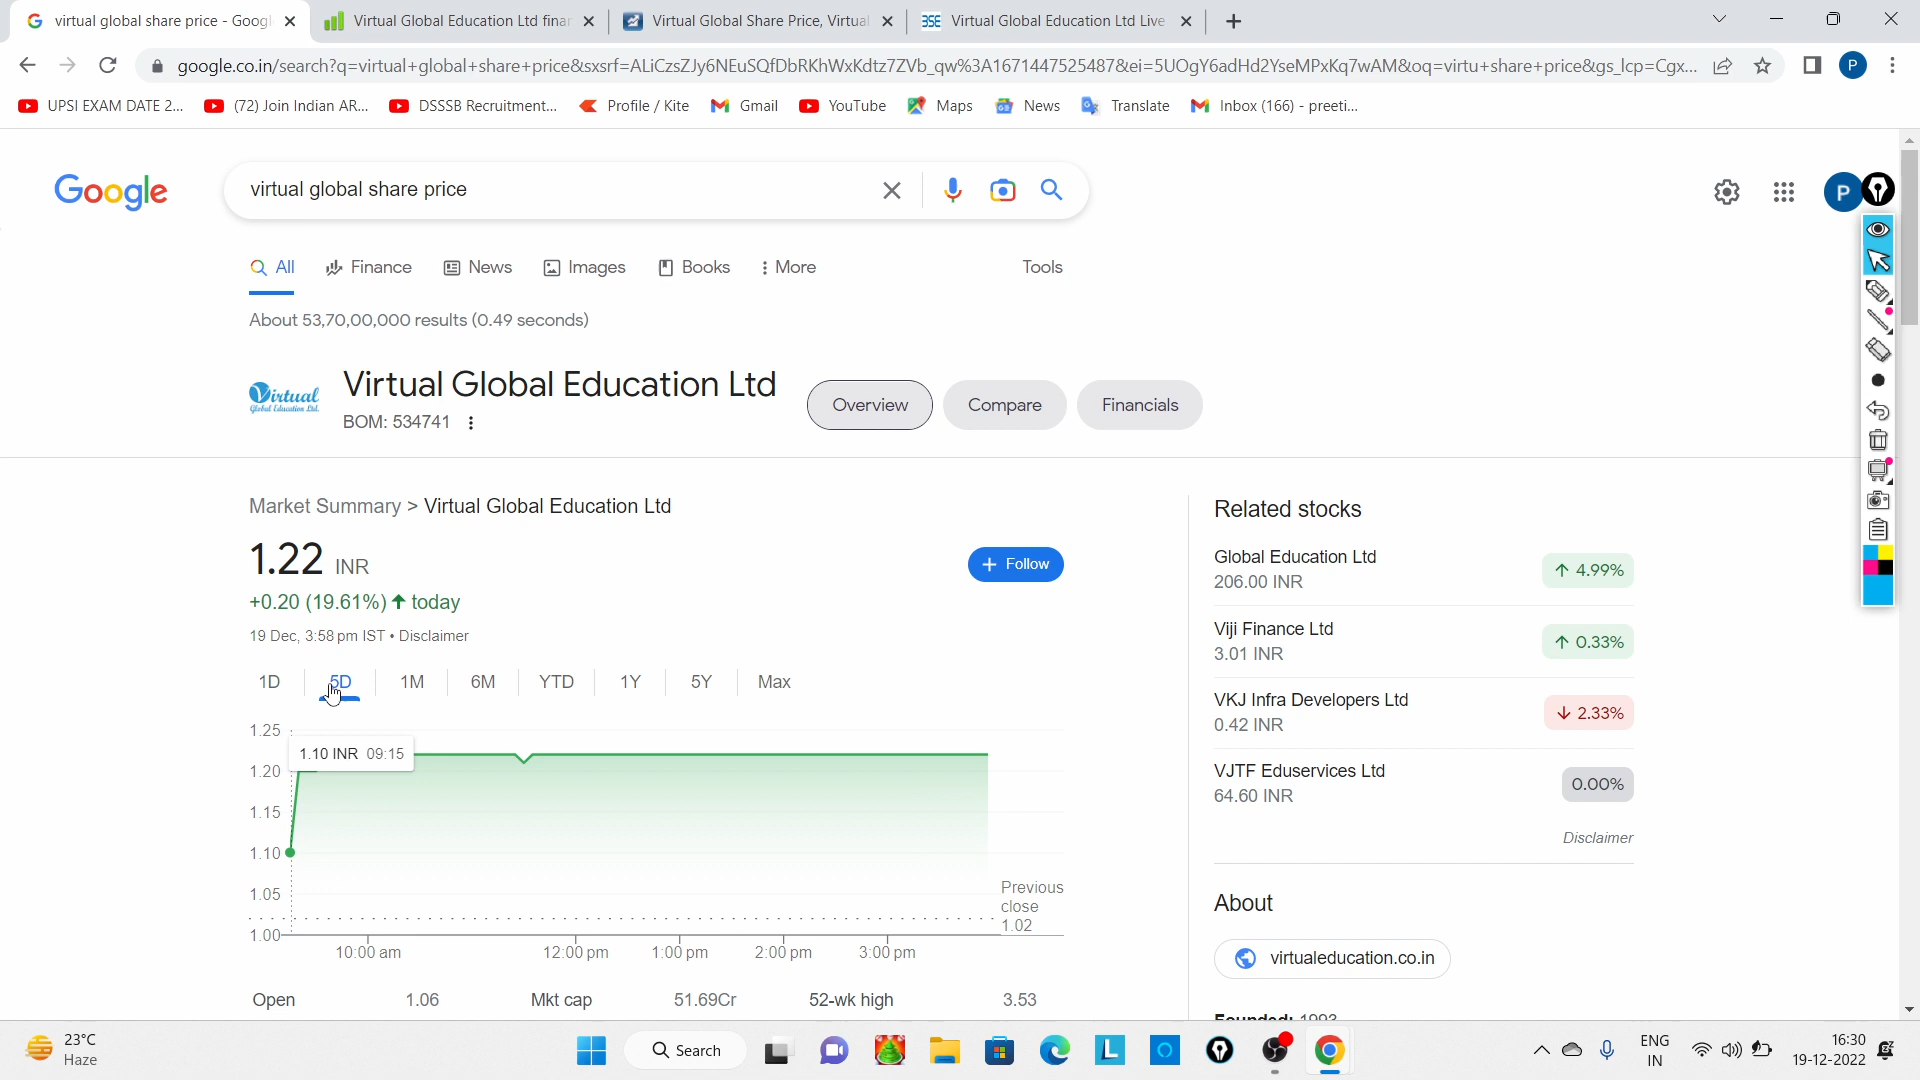 virtual global share price - Googl
Virtual Global Education Ltd finan
Virtual Global Share Price, Virtual
BSE Virtual Global Education Ltd Live
google.co.in/search?q=virtual+global+share+price&sxsrf=ALiCzsZJy6NEuSQfDbRKhWxKdtz7ZVb_qw%3A1671447525487&ei=5UOgY6adHd2YseMPxKq7wAM&oq=virtu+share+price&gs_lcp=Cgx...
P
UPSI EXAM DATE 2... (72) Join Indian AR... DSSSB Recruitment... Profile / Kite Gmail YouTube Maps News Translate Inbox (166) - preeti...
Google
virtual global share price
P
All Finance News Images Books More Tools
About 53,70,00,000 results (0.49 seconds)
Virtual
Global Education Ltd.
Virtual Global Education Ltd
BOM: 534741
Overview Compare Financials
Market Summary > Virtual Global Education Ltd
1.22 INR
+ Follow
+0.20 (19.61%) ↑ today
19 Dec, 3:58 pm IST • Disclaimer
1D 5D 1M 6M YTD 1Y 5Y Max
1.25
1.10 INR 09:15
1.20
1.15
1.10
1.05
1.00
Previous
close
1.02
10:00 am 12:00 pm 1:00 pm 2:00 pm 3:00 pm
Open 1.06 Mkt cap 51.69Cr 52-wk high 3.53
Related stocks
Global Education Ltd
206.00 INR
↑ 4.99%
Viji Finance Ltd
3.01 INR
↑ 0.33%
VKJ Infra Developers Ltd
0.42 INR
↓ 2.33%
VJTF Eduservices Ltd
64.60 INR
0.00%
Disclaimer
About
virtualeducation.co.in
Founded: 1993
23°C
Haze
Search
L
ENG
IN
16:30
19-12-2022